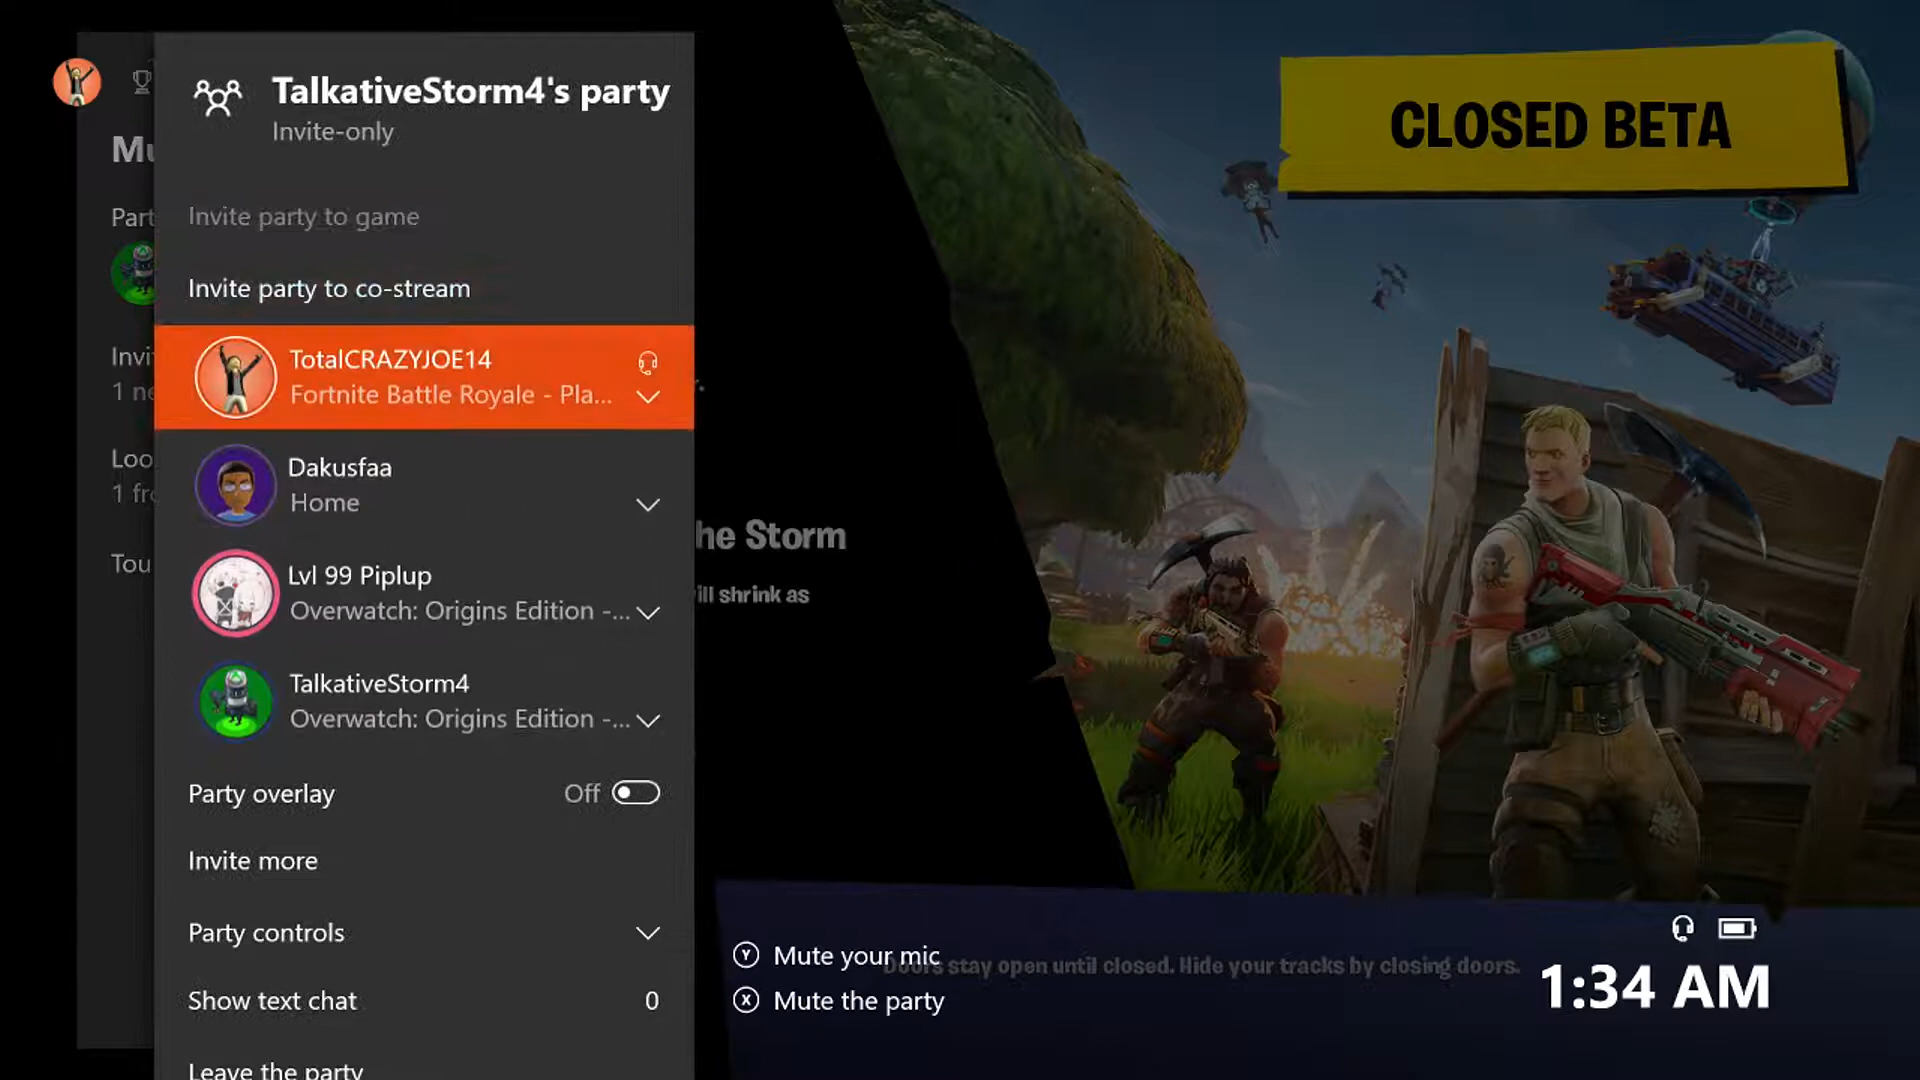 TalkativeStorm4's party
Invite-only
Mu
Part
Invite party to game
Invite party to co-stream
TotalCRAZYJOE14
Fortnite Battle Royale - Pla...
Invi
1 ne
Dakusfaa
Home
Loo
1 fr
Lvl 99 Piplup
Overwatch: Origins Edition -...
Tou
TalkativeStorm4
Overwatch: Origins Edition -...
Party overlay
Off
Invite more
Party controls
Show text chat
0
Leave the party
CLOSED BETA
he Storm
ill shrink as
Y Mute your mic
Doors stay open until closed. Hide your tracks by closing doors.
X Mute the party
1:34 AM